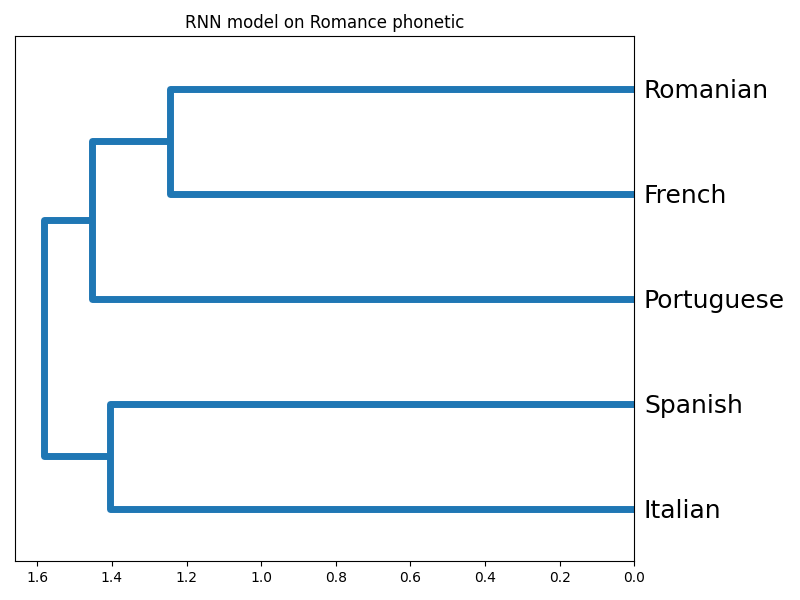 RNN model on Romance phonetic
Romanian
French
Portuguese
Spanish
Italian
1.6 1.4 1.2 1.0 0.8 0.6 0.4 0.2 0.0